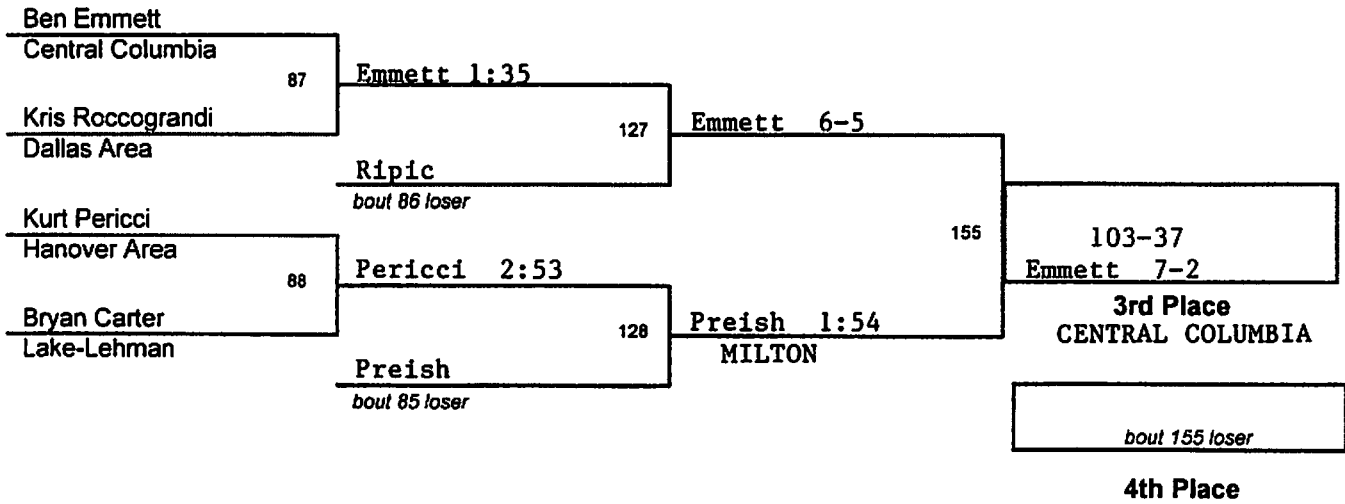 Ben Emmett
Central Columbia
87
Emmett 1:35
Kris Roccograndi
Dallas Area
127
Emmett 6-5
Ripic
bout 86 loser
Kurt Pericci
Hanover Area
155
103-37
Emmett 7-2
88
Pericci 2:53
3rd Place
CENTRAL COLUMBIA
Bryan Carter
Lake-Lehman
128
Preish 1:54
MILTON
Preish
bout 85 loser
bout 155 loser
4th Place